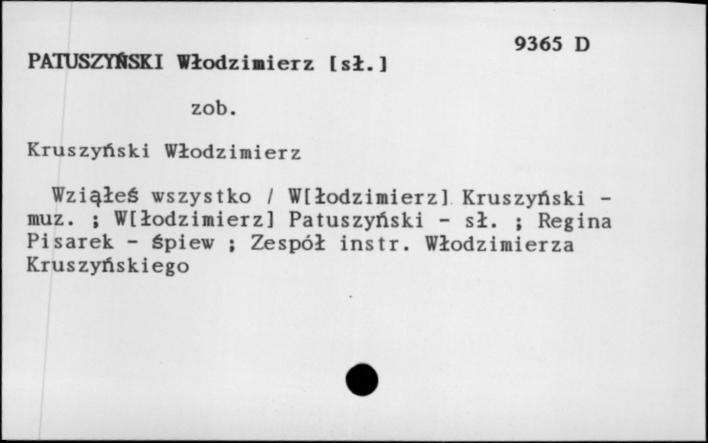 9365 D
PATUSZYŃSKI Włodzimierz [sł.]
zob.
Kruszyński Włodzimierz
Wziąłeś wszystko / W[łodzimierz] Kruszyński -
muz. ; W[łodzimierz] Patuszyński - sł. ; Regina
Pisarek - śpiew ; Zespół instr. Włodzimierza
Kruszyńskiego